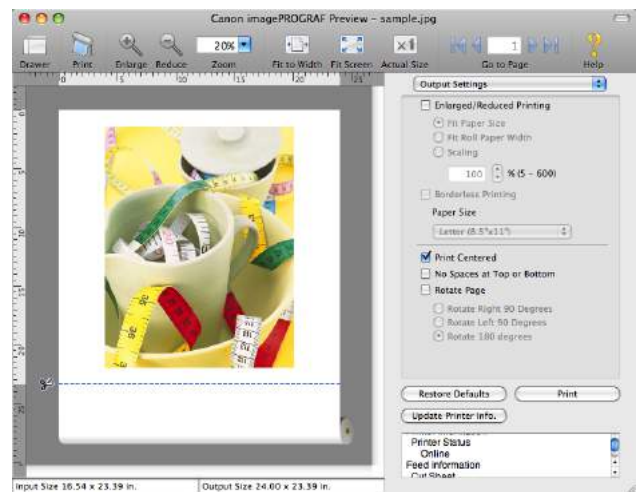 Canon imagePROGRAF Preview – sample.jpg
20% 1
Drawer Print Enlarge Reduce Zoom Fit to Width Fit Screen Actual Size Go to Page Help
Output Settings
Enlarged/Reduced Printing
Fit Paper Size
Fit Roll Paper Width
Scaling
100 % (5 – 600)
Borderless Printing
Paper Size
Letter (8.5"x11")
Print Centered
No Spaces at Top or Bottom
Rotate Page
Rotate Right 90 Degrees
Rotate Left 90 Degrees
Rotate 180 degrees
Restore Defaults Print
Update Printer Info.
Printer Status
Online
Feed Information
Cut Sheet
Input Size 16.54 x 23.39 in. Output Size 24.00 x 23.39 in.